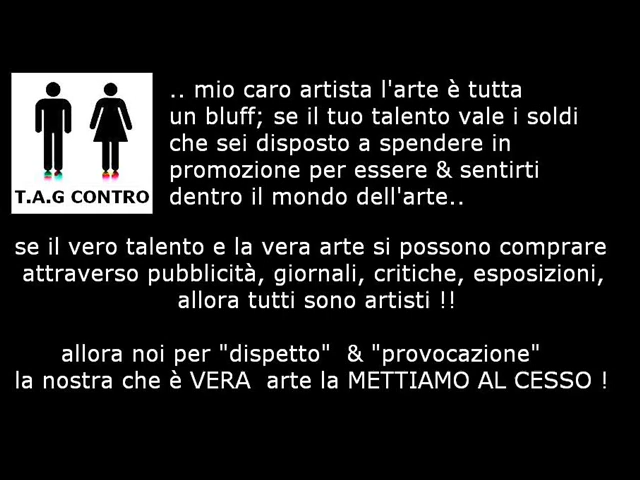 .. mio caro artista l'arte è tutta
un bluff; se il tuo talento vale i soldi
che sei disposto a spendere in
promozione per essere & sentirti
dentro il mondo dell'arte..
T.A.G CONTRO
se il vero talento e la vera arte si possono comprare
attraverso pubblicità, giornali, critiche, esposizioni,
allora tutti sono artisti !!
allora noi per "dispetto"  & "provocazione"
la nostra che è VERA  arte la METTIAMO AL CESSO !